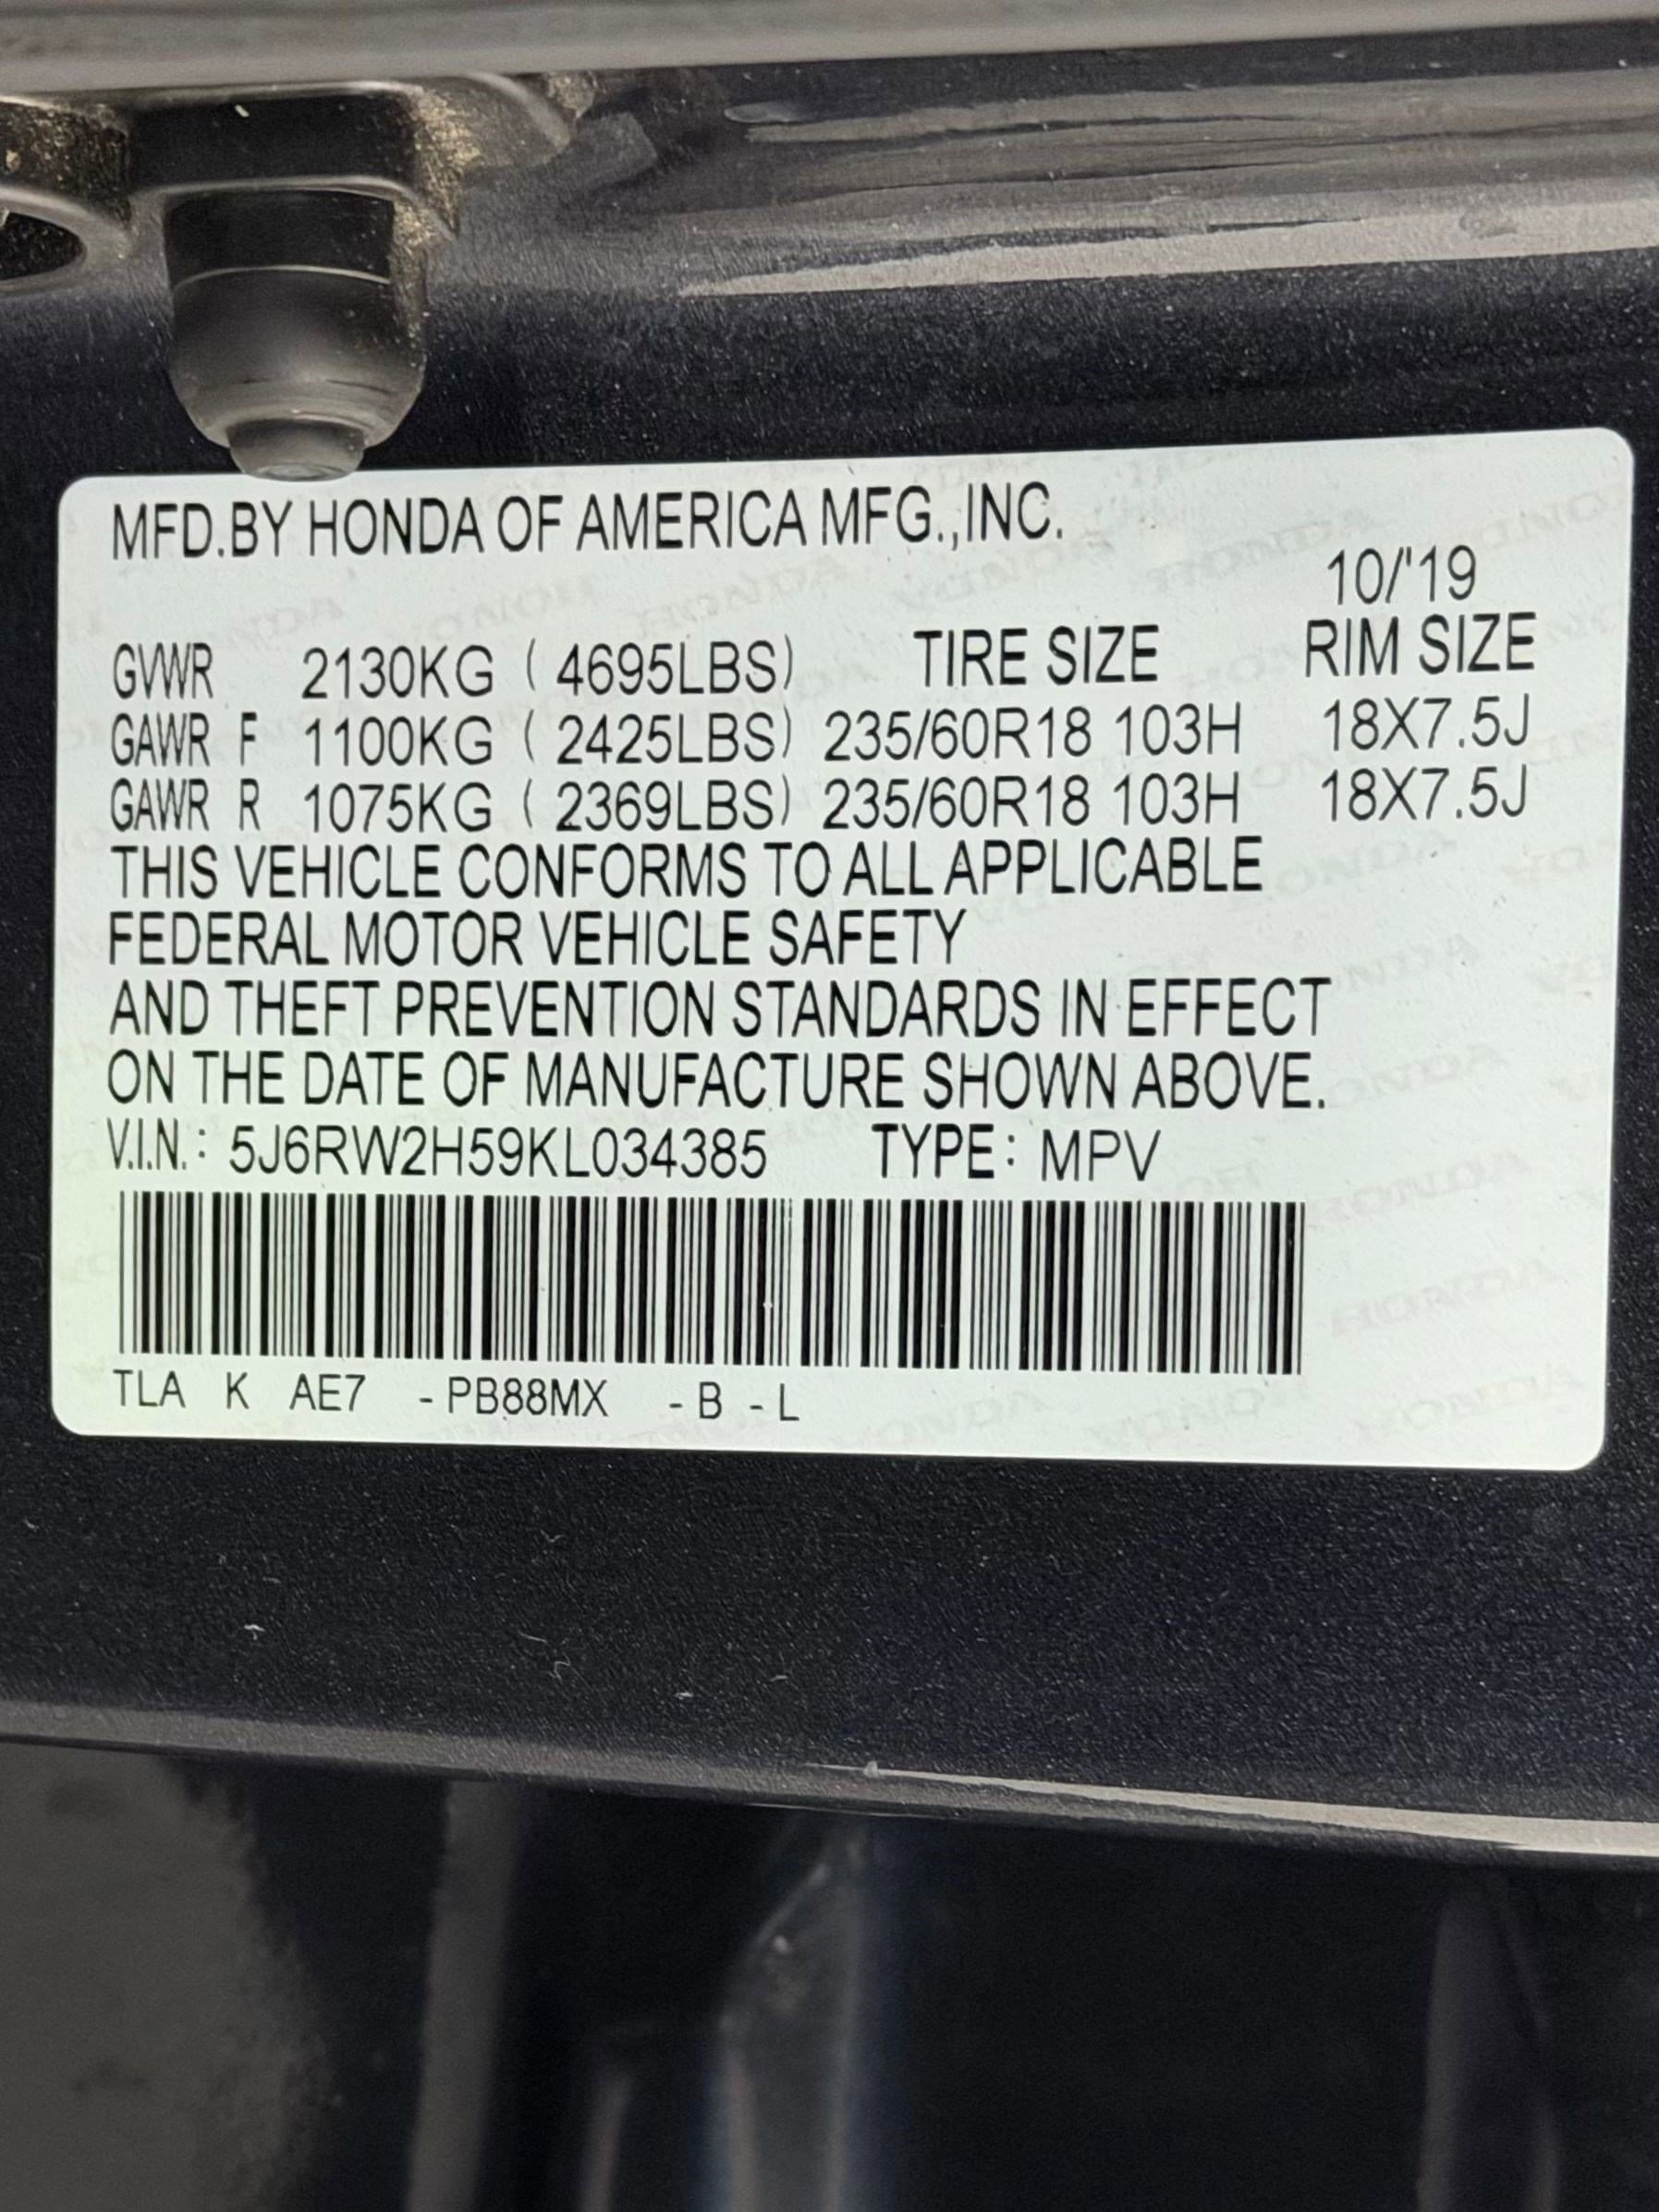 MFD.BY HONDA OF AMERICA MFG.,INC.
10/'19
GVWR 2130KG ( 4695LBS) TIRE SIZE RIM SIZE
GAWR F 1100KG ( 2425LBS) 235/60R18 103H 18X7.5J
GAWR R 1075KG ( 2369LBS) 235/60R18 103H 18X7.5J
THIS VEHICLE CONFORMS TO ALL APPLICABLE
FEDERAL MOTOR VEHICLE SAFETY
AND THEFT PREVENTION STANDARDS IN EFFECT
ON THE DATE OF MANUFACTURE SHOWN ABOVE.
V.I.N.: 5J6RW2H59KL034385 TYPE: MPV
TLA K AE7 -PB88MX -B -L